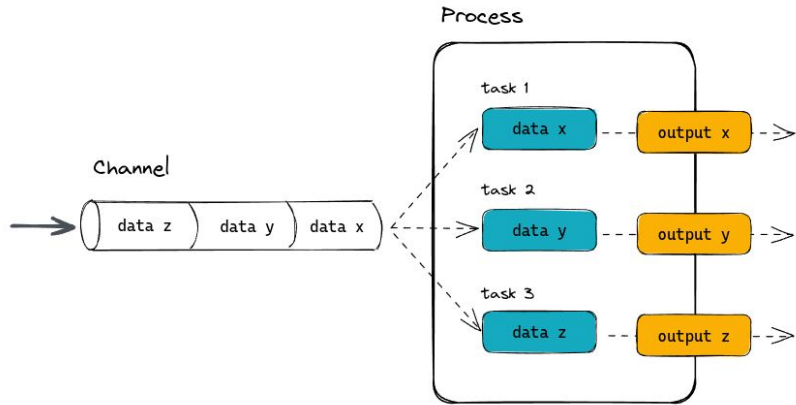 Process
task 1
data x
output x
Channel
task 2
data z
data y
data x
data y
output y
task 3
data z
output z